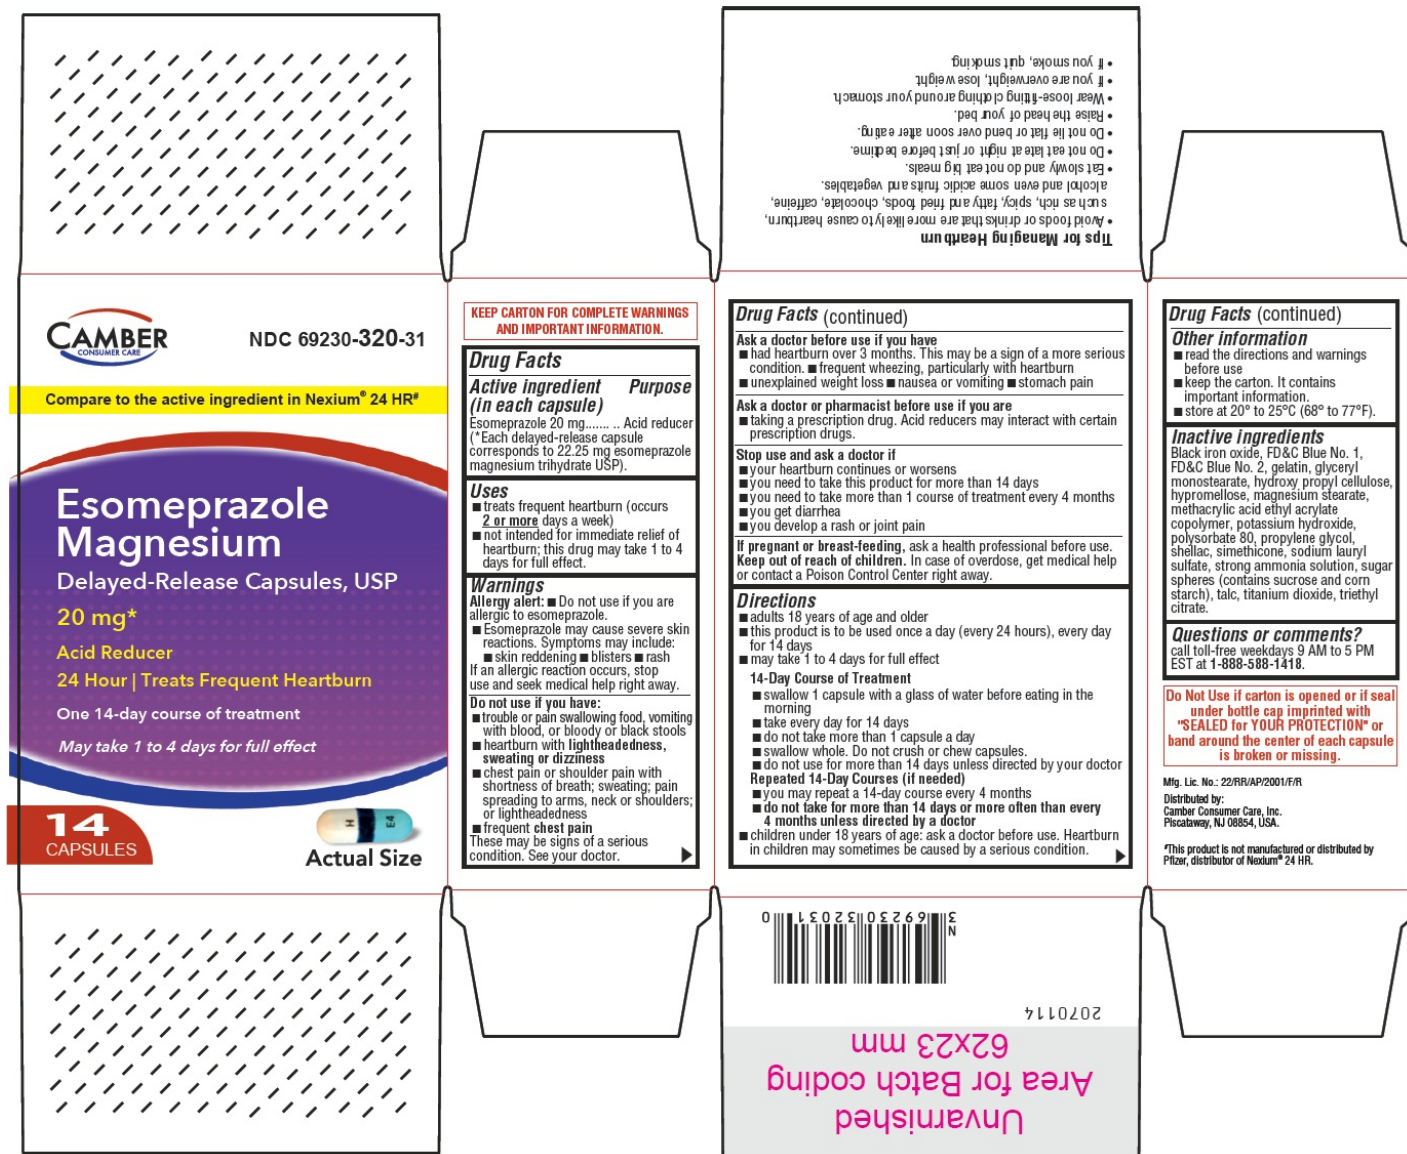 CAMBER
CONSUMER CARE
NDC 69230-320-31
Compare to the active ingredient in Nexium® 24 HR#
Esomeprazole
Magnesium
Delayed-Release Capsules, USP
20 mg*
Acid Reducer
24 Hour | Treats Frequent Heartburn
One 14-day course of treatment
May take 1 to 4 days for full effect
14
CAPSULES
H
E4
Actual Size
KEEP CARTON FOR COMPLETE WARNINGS
AND IMPORTANT INFORMATION.
Drug Facts
Active ingredient Purpose
(in each capsule)
Esomeprazole 20 mg....... .. Acid reducer
(*Each delayed-release capsule
corresponds to 22.25 mg esomeprazole
magnesium trihydrate USP).
Uses
■ treats frequent heartburn (occurs
2 or more days a week)
■ not intended for immediate relief of
heartburn; this drug may take 1 to 4
days for full effect.
Warnings
Allergy alert: ■ Do not use if you are
allergic to esomeprazole.
■ Esomeprazole may cause severe skin
reactions. Symptoms may include:
■ skin reddening ■ blisters ■ rash
If an allergic reaction occurs, stop
use and seek medical help right away.
Do not use if you have:
■ trouble or pain swallowing food, vomiting
with blood, or bloody or black stools
■ heartburn with lightheadedness,
sweating or dizziness
■ chest pain or shoulder pain with
shortness of breath; sweating; pain
spreading to arms, neck or shoulders;
or lightheadedness
■ frequent chest pain
These may be signs of a serious
condition. See your doctor.
Tips for Managing Heartburn
• Avoid foods or drinks that are more likely to cause heartburn,
such as rich, spicy, fatty and fried foods, chocolate, caffeine,
alcohol and even some acidic fruits and vegetables.
• Eat slowly and do not eat big meals.
• Do not eat late at night or just before bedtime.
• Do not lie flat or bend over soon after eating.
• Raise the head of your bed.
• Wear loose-fitting clothing around your stomach.
• If you are overweight, lose weight.
• If you smoke, quit smoking.
Drug Facts (continued)
Ask a doctor before use if you have
■ had heartburn over 3 months. This may be a sign of a more serious
condition. ■ frequent wheezing, particularly with heartburn
■ unexplained weight loss ■ nausea or vomiting ■ stomach pain
Ask a doctor or pharmacist before use if you are
■ taking a prescription drug. Acid reducers may interact with certain
prescription drugs.
Stop use and ask a doctor if
■ your heartburn continues or worsens
■ you need to take this product for more than 14 days
■ you need to take more than 1 course of treatment every 4 months
■ you get diarrhea
■ you develop a rash or joint pain
If pregnant or breast-feeding, ask a health professional before use.
Keep out of reach of children. In case of overdose, get medical help
or contact a Poison Control Center right away.
Directions
■ adults 18 years of age and older
■ this product is to be used once a day (every 24 hours), every day
for 14 days
■ may take 1 to 4 days for full effect
14-Day Course of Treatment
■ swallow 1 capsule with a glass of water before eating in the
morning
■ take every day for 14 days
■ do not take more than 1 capsule a day
■ swallow whole. Do not crush or chew capsules.
■ do not use for more than 14 days unless directed by your doctor
Repeated 14-Day Courses (if needed)
■ you may repeat a 14-day course every 4 months
■ do not take for more than 14 days or more often than every
4 months unless directed by a doctor
■ children under 18 years of age: ask a doctor before use. Heartburn
in children may sometimes be caused by a serious condition.
N
3 69230 32031 0
2070114
Unvarnished
Area for Batch coding
62x23 mm
Drug Facts (continued)
Other information
■ read the directions and warnings
before use
■ keep the carton. It contains
important information.
■ store at 20° to 25°C (68° to 77°F).
Inactive ingredients
Black iron oxide, FD&C Blue No. 1,
FD&C Blue No. 2, gelatin, glyceryl
monostearate, hydroxy propyl cellulose,
hypromellose, magnesium stearate,
methacrylic acid ethyl acrylate
copolymer, potassium hydroxide,
polysorbate 80, propylene glycol,
shellac, simethicone, sodium lauryl
sulfate, strong ammonia solution, sugar
spheres (contains sucrose and corn
starch), talc, titanium dioxide, triethyl
citrate.
Questions or comments?
call toll-free weekdays 9 AM to 5 PM
EST at 1-888-588-1418.
Do Not Use if carton is opened or if seal
under bottle cap imprinted with
"SEALED for YOUR PROTECTION" or
band around the center of each capsule
is broken or missing.
Mfg. Lic. No.: 22/RR/AP/2001/F/R
Distributed by:
Camber Consumer Care, Inc.
Piscataway, NJ 08854, USA.
#This product is not manufactured or distributed by
Pfizer, distributor of Nexium® 24 HR.